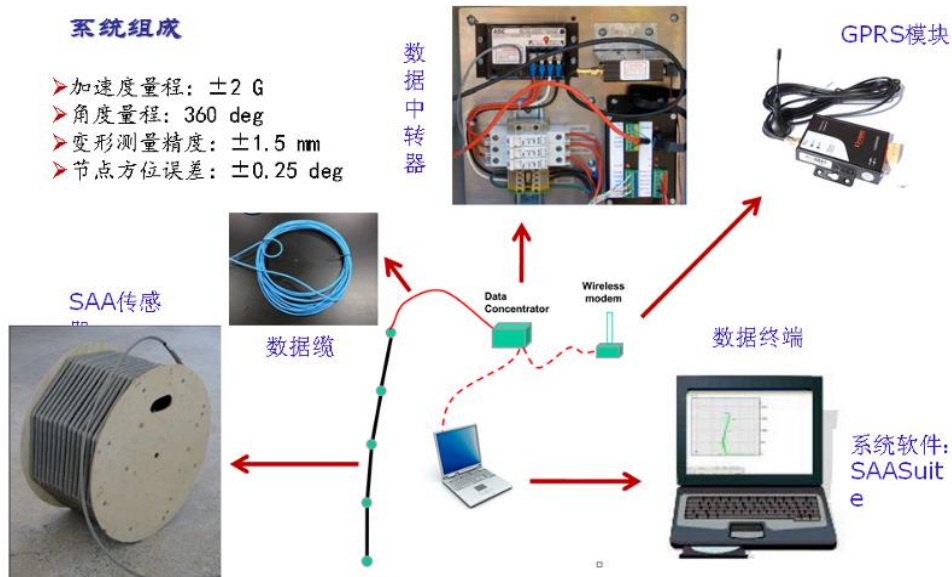 系统组成
➤加速度量程：±2 G
➤角度量程：360 deg
➤变形测量精度：±1.5 mm
➤节点方位误差：±0.25 deg
数
据
中
转
器
GPRS模块
SAA传感
数据缆
Data
Concentrator
Wireless
modem
数据终端
系统软件：
SAASuit
e